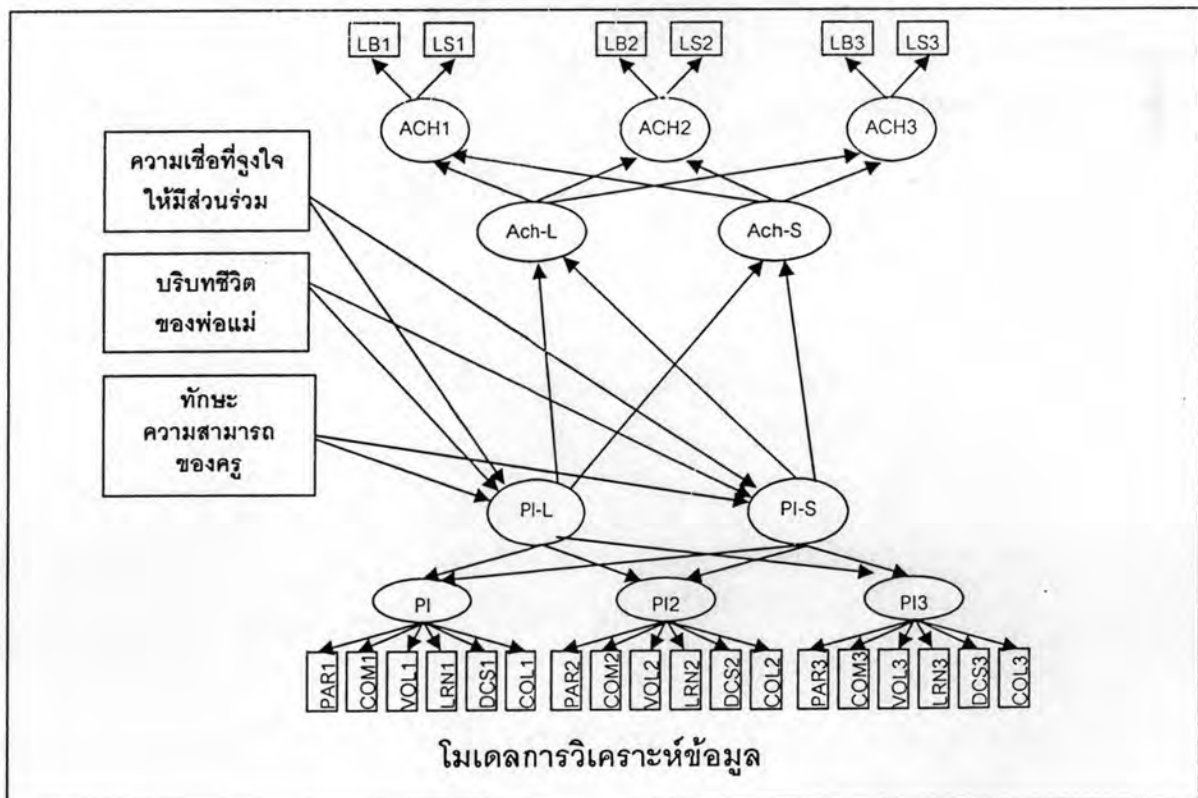 LB1 LS1 LB2 LS2 LB3 LS3
ACH1 ACH2 ACH3
ความเชื่อที่จูงใจ
ให้มีส่วนร่วม
Ach-L Ach-S
บริบทชีวิต
ของพ่อแม่
ทักษะ
ความสามารถ
ของครู
PI-L PI-S
PI PI2 PI3
PAR1 COM1 VOL1 LRN1 DCS1 COL1 PAR2 COM2 VOL2 LRN2 DCS2 COL2 PAR3 COM3 VOL3 LRN3 DCS3 COL3
โมเดลการวิเคราะห์ข้อมูล